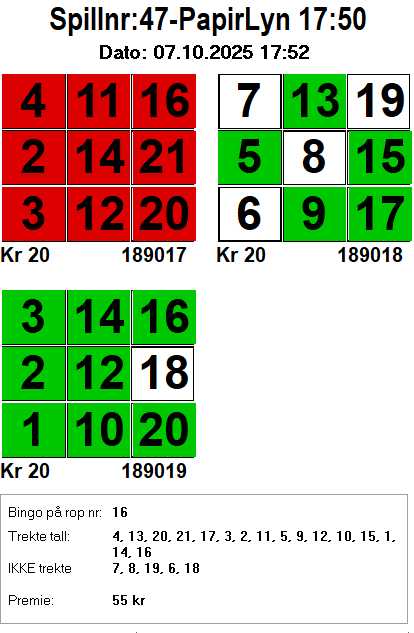 Spillnr:47-PapirLyn 17:50
Dato: 07.10.2025 17:52
4 11 16
2 14 21
3 12 20
Kr 20 189017
7 13 19
5 8 15
6 9 17
Kr 20 189018
3 14 16
2 12 18
1 10 20
Kr 20 189019
Bingo på rop nr: 16
Trekte tall: 4, 13, 20, 21, 17, 3, 2, 11, 5, 9, 12, 10, 15, 1,
14, 16
IKKE trekte 7, 8, 19, 6, 18
Premie: 55 kr